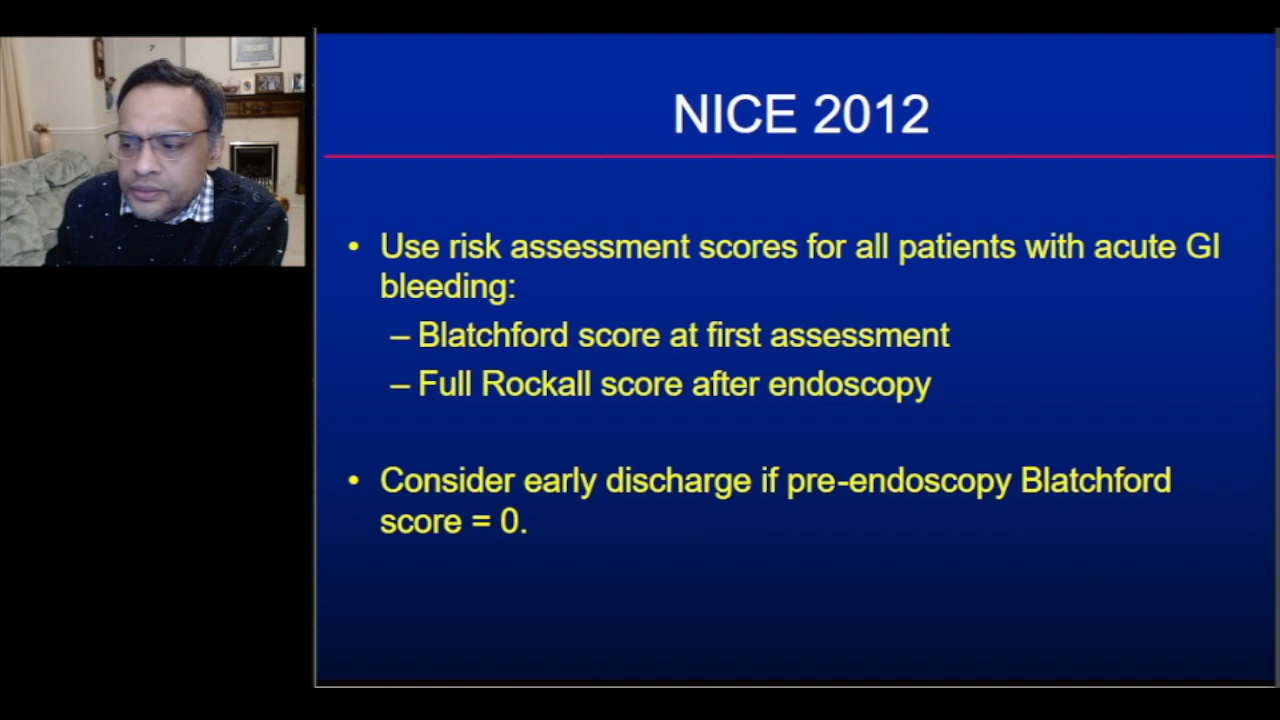 NICE 2012
• Use risk assessment scores for all patients with acute GI
bleeding:
– Blatchford score at first assessment
– Full Rockall score after endoscopy
• Consider early discharge if pre-endoscopy Blatchford
score = 0.